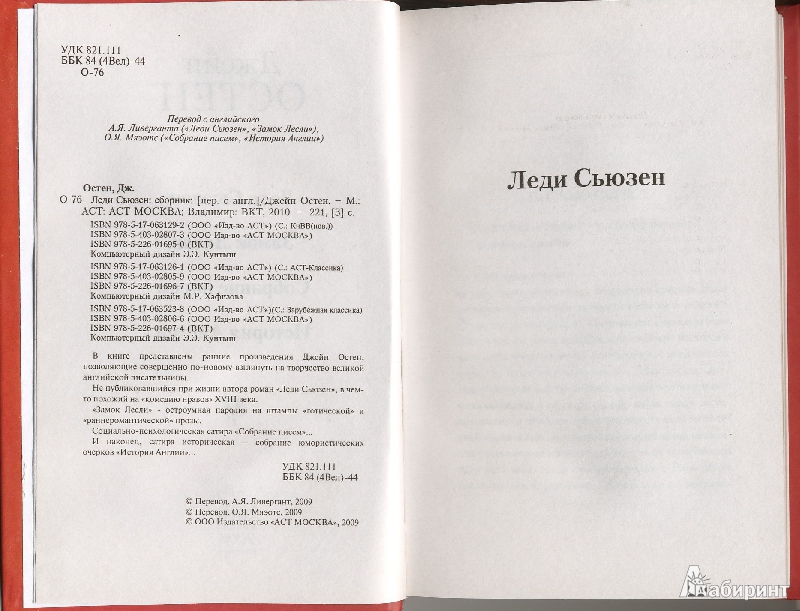 УДК 821.111
ББК 84 (4Вел) 44
О-76
Перевод с английского
А.Я. Ливерганта («Леди Сьюзен», «Замок Лесли»),
О.Я. Мяэотс («Собрание писем», «История Англии»)
Остен, Дж.
О 76 Леди Сьюзен: сборник: [пер. с англ.]/Джейн Остен. – М.:
АСТ: АСТ МОСКВА; Владимир: ВКТ, 2010 – 221, [3] с.
ISBN 978-5-17-063129-2 (ООО «Изд-во АСТ») (С.: КиВВ(нов.))
ISBN 978-5-403-02807-3 (ООО Изд-во «АСТ МОСКВА»)
ISBN 978-5-226-01695-0 (ВКТ)
Компьютерный дизайн Э.Э. Кунтыш
ISBN 978-5-17-063126-1 (ООО «Изд-во АСТ») (С.: АСТ-Классика)
ISBN 978-5-403-02805-9 (ООО Изд-во «АСТ МОСКВА»)
ISBN 978-5-226-01696-7 (ВКТ)
Компьютерный дизайн М.Р. Хафизова
ISBN 978-5-17-063523-8 (ООО «Изд-во АСТ») (С.: Зарубежная классика)
ISBN 978-5-403-02806-6 (ООО Изд-во «АСТ МОСКВА»)
ISBN 978-5-226-01697-4 (ВКТ)
Компьютерный дизайн Э.Э. Кунтыш
В книге представлены ранние произведения Джейн Остен,
позволяющие совершенно по-новому взглянуть на творчество великой
английской писательницы.
Не публиковавшийся при жизни автора роман «Леди Сьюзен», в чем-
то похожий на «комедию нравов» XVIII века.
«Замок Лесли» - остроумная пародия на штампы «готической» и
«раннеромантической» прозы.
Социально-психологическая сатира «Собрание писем»...
И наконец, сатира историческая – собрание юмористических
очерков «История Англии»...
УДК 821.111
ББК 84 (4Вел)-44
© Перевод. А.Я. Ливергант, 2009
© Перевод. О.Я. Мяэотс, 2009
© ООО Издательство «АСТ МОСКВА», 2009
Леди Сьюзен
Лабиринт